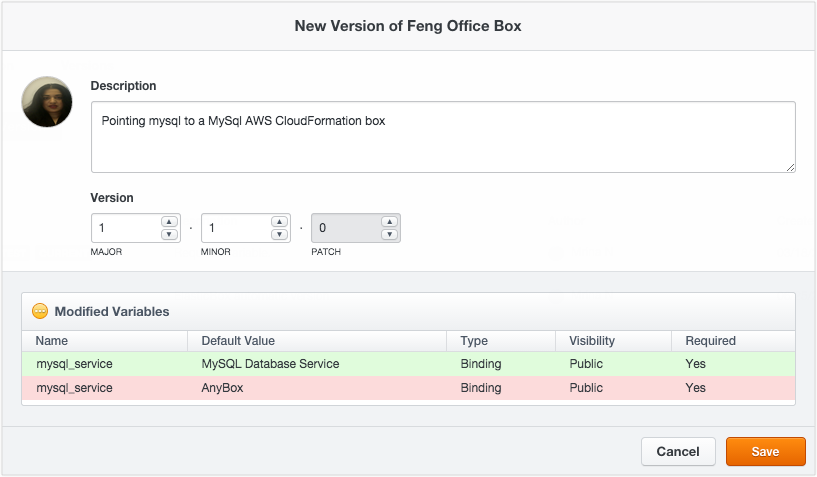 New Version of Feng Office Box
Description
Pointing mysql to a MySql AWS CloudFormation box
Version
1 . 1 . 0
MAJOR MINOR PATCH
Modified Variables
Name Default Value Type Visibility Required
mysql_service MySQL Database Service Binding Public Yes
mysql_service AnyBox Binding Public Yes
Cancel Save